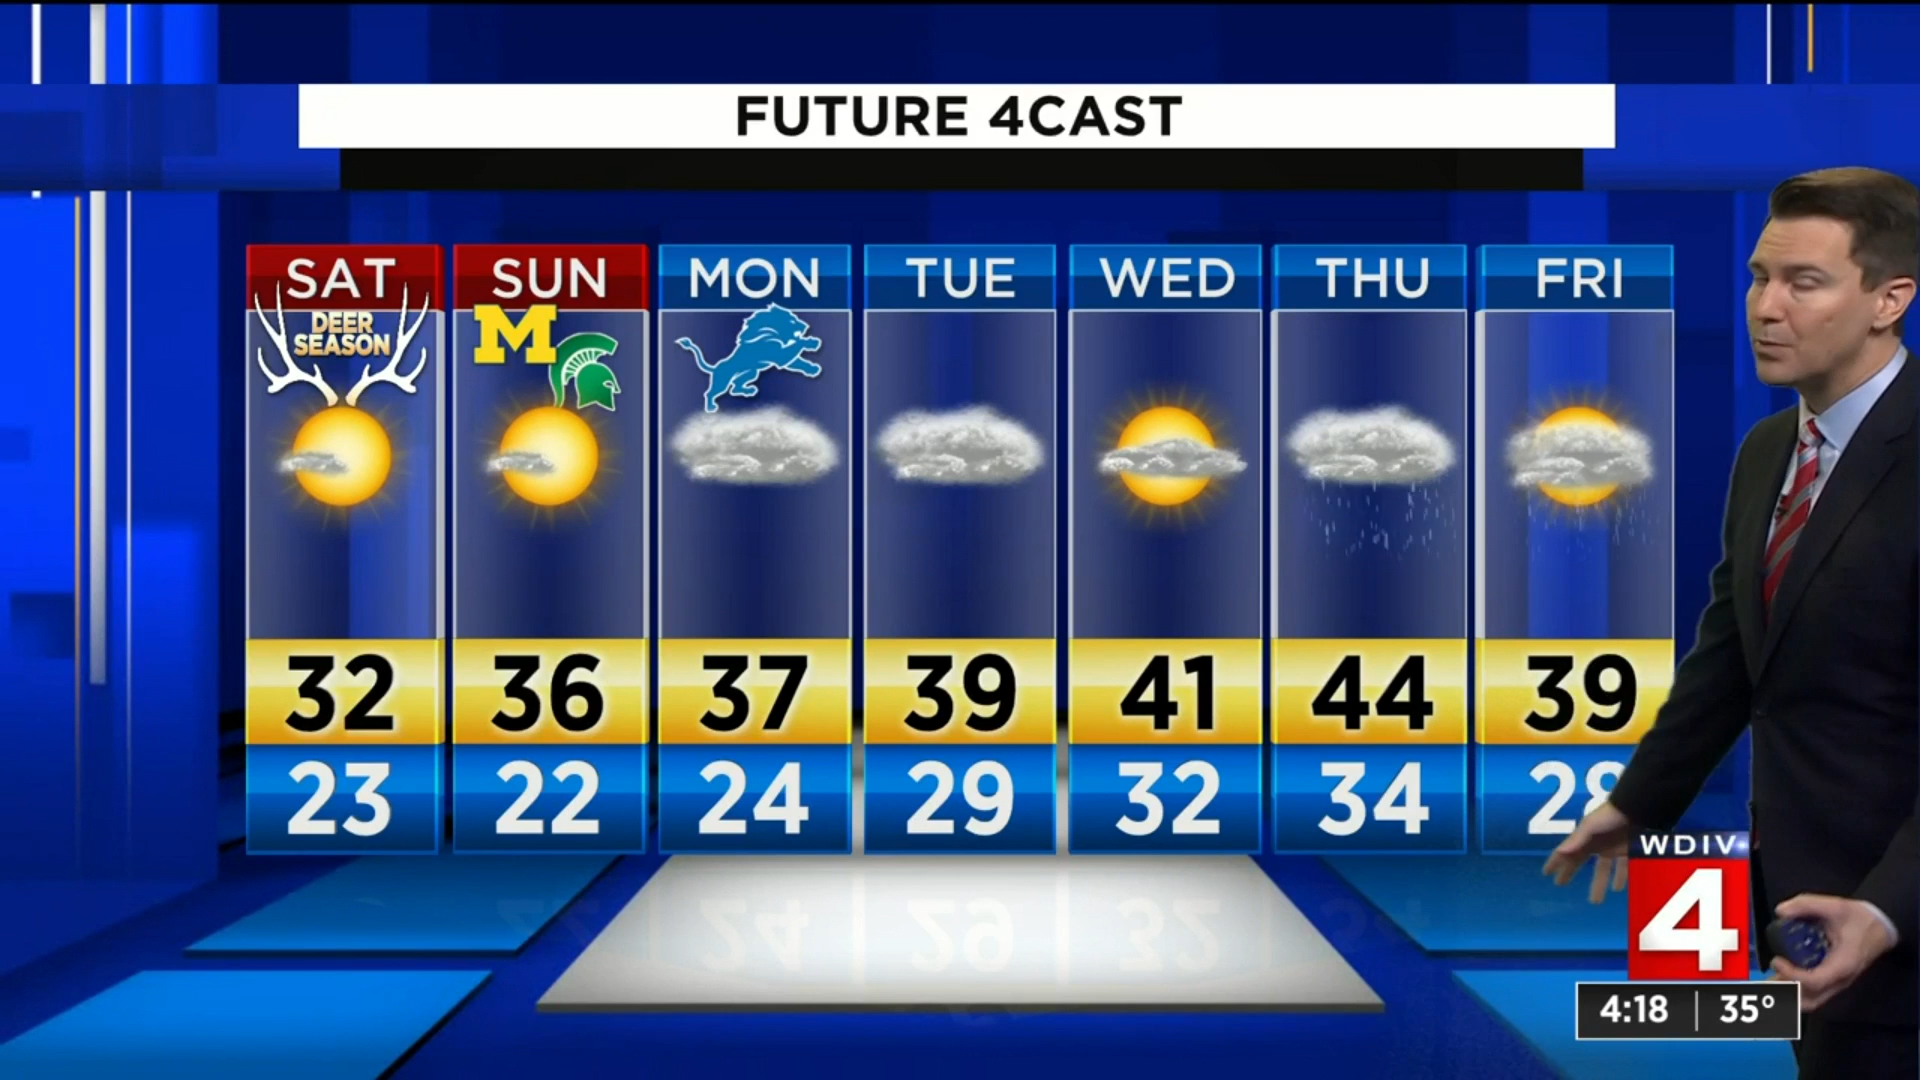 FUTURE 4CAST
SAT SUN MON TUE WED THU FRI
DEER
SEASON
M
32 36 37 39 41 44 39
23 22 24 29 32 34 28
WDIV
4
4:18 35°